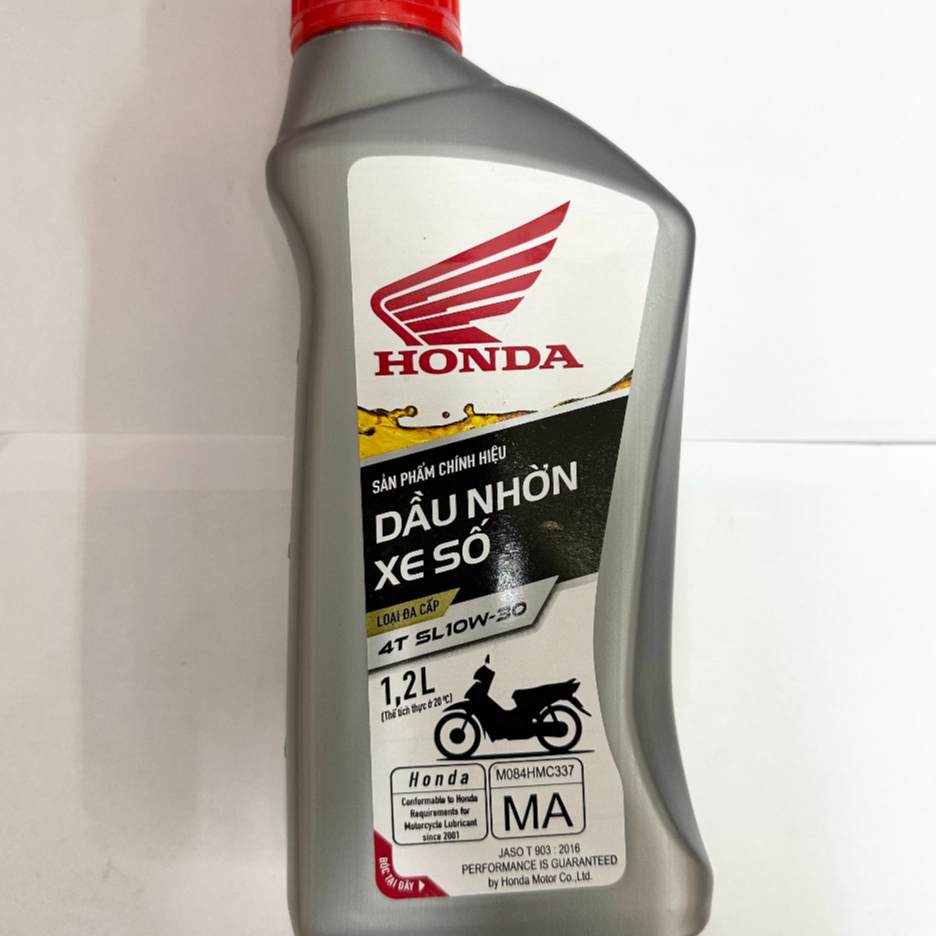 HONDA
SẢN PHẨM CHÍNH HIỆU
DẦU NHỜN
XE SỐ
LOẠI ĐA CẤP
4T SL10W-30
1,2L
(Thể tích thực ở 20 ºC)
Honda
Conformable to Honda
Requirements for
Motorcycle Lubricant
since 2001
M084HMC337
MA
JASO T 903 : 2016
PERFORMANCE IS GUARANTEED
by Honda Motor Co.,Ltd.
BÓC TẠI ĐÂY